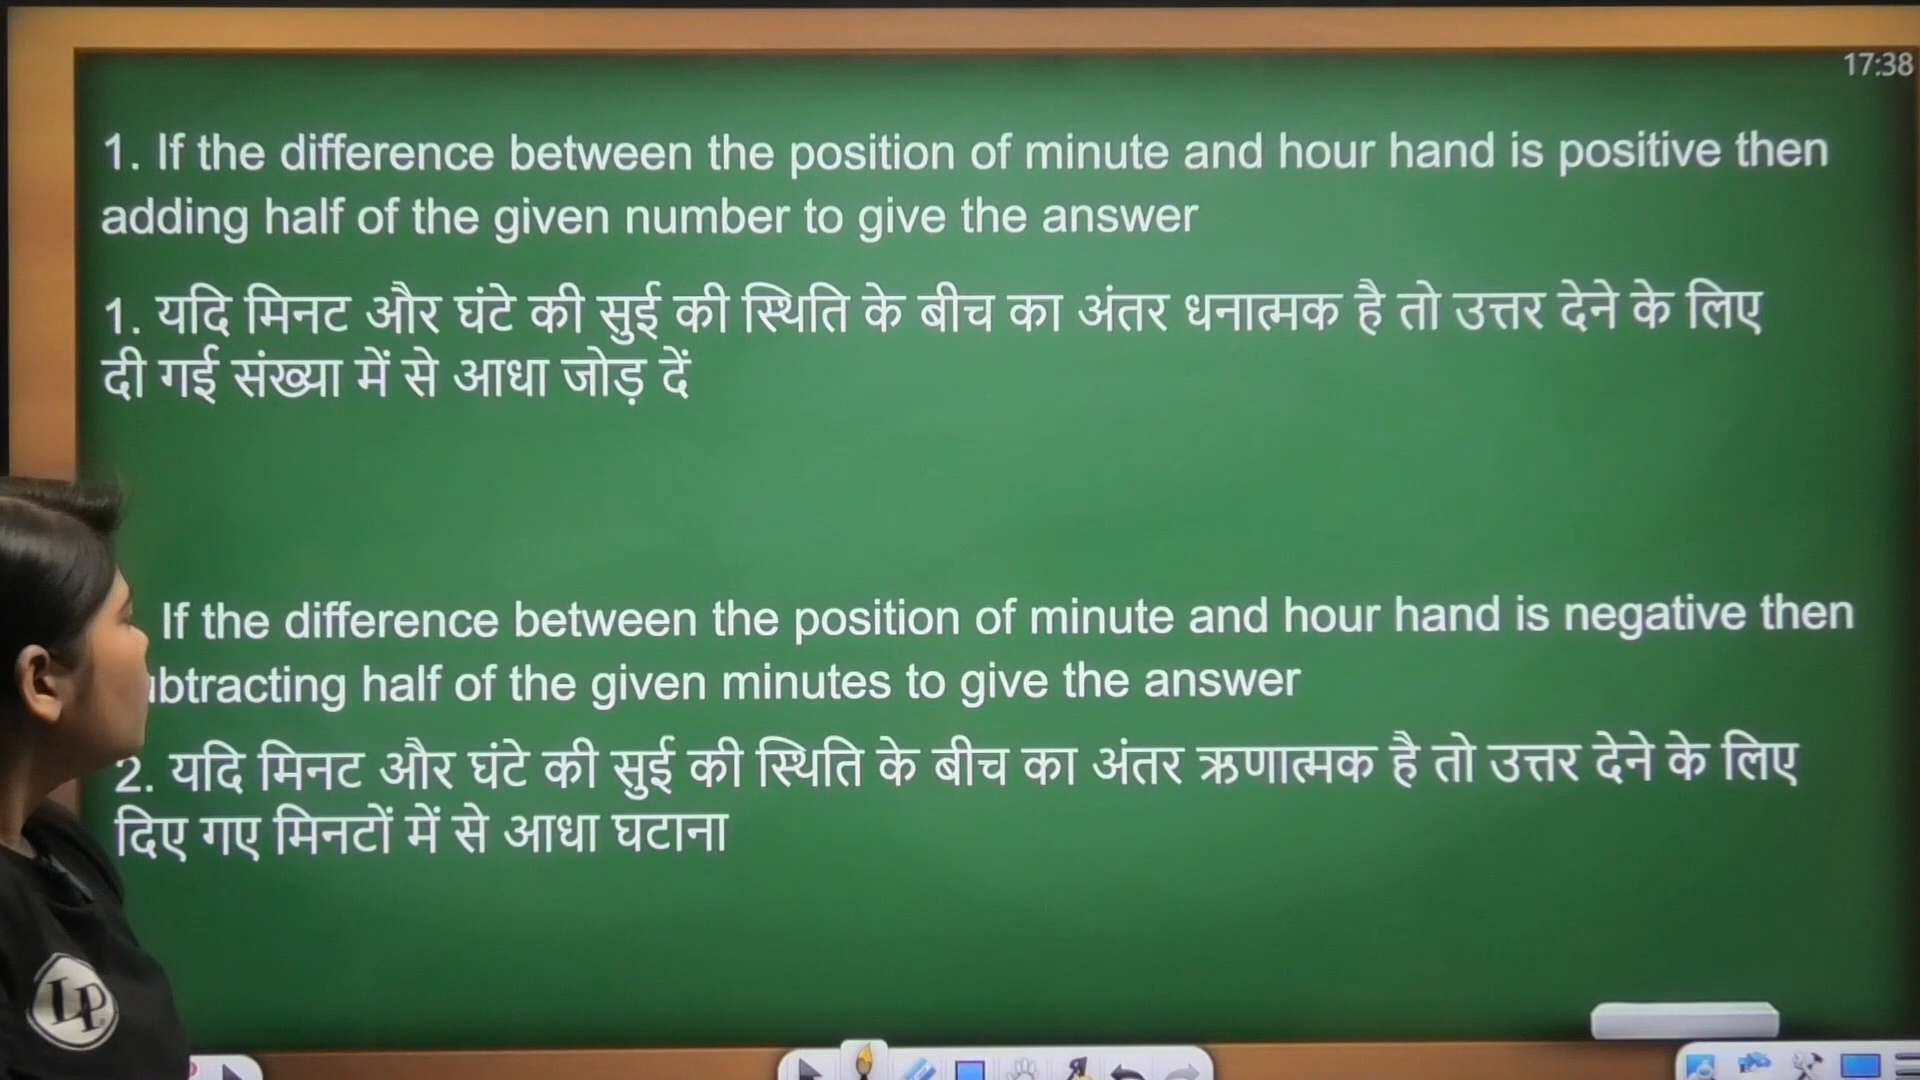 17:38
1. If the difference between the position of minute and hour hand is positive then
adding half of the given number to give the answer
1. यदि मिनट और घंटे की सुई की स्थिति के बीच का अंतर धनात्मक है तो उत्तर देने के लिए
दी गई संख्या में से आधा जोड़ दें
If the difference between the position of minute and hour hand is negative then
ubtracting half of the given minutes to give the answer
2. यदि मिनट और घंटे की सुई की स्थिति के बीच का अंतर ऋणात्मक है तो उत्तर देने के लिए
दिए गए मिनटों में से आधा घटाना
LP